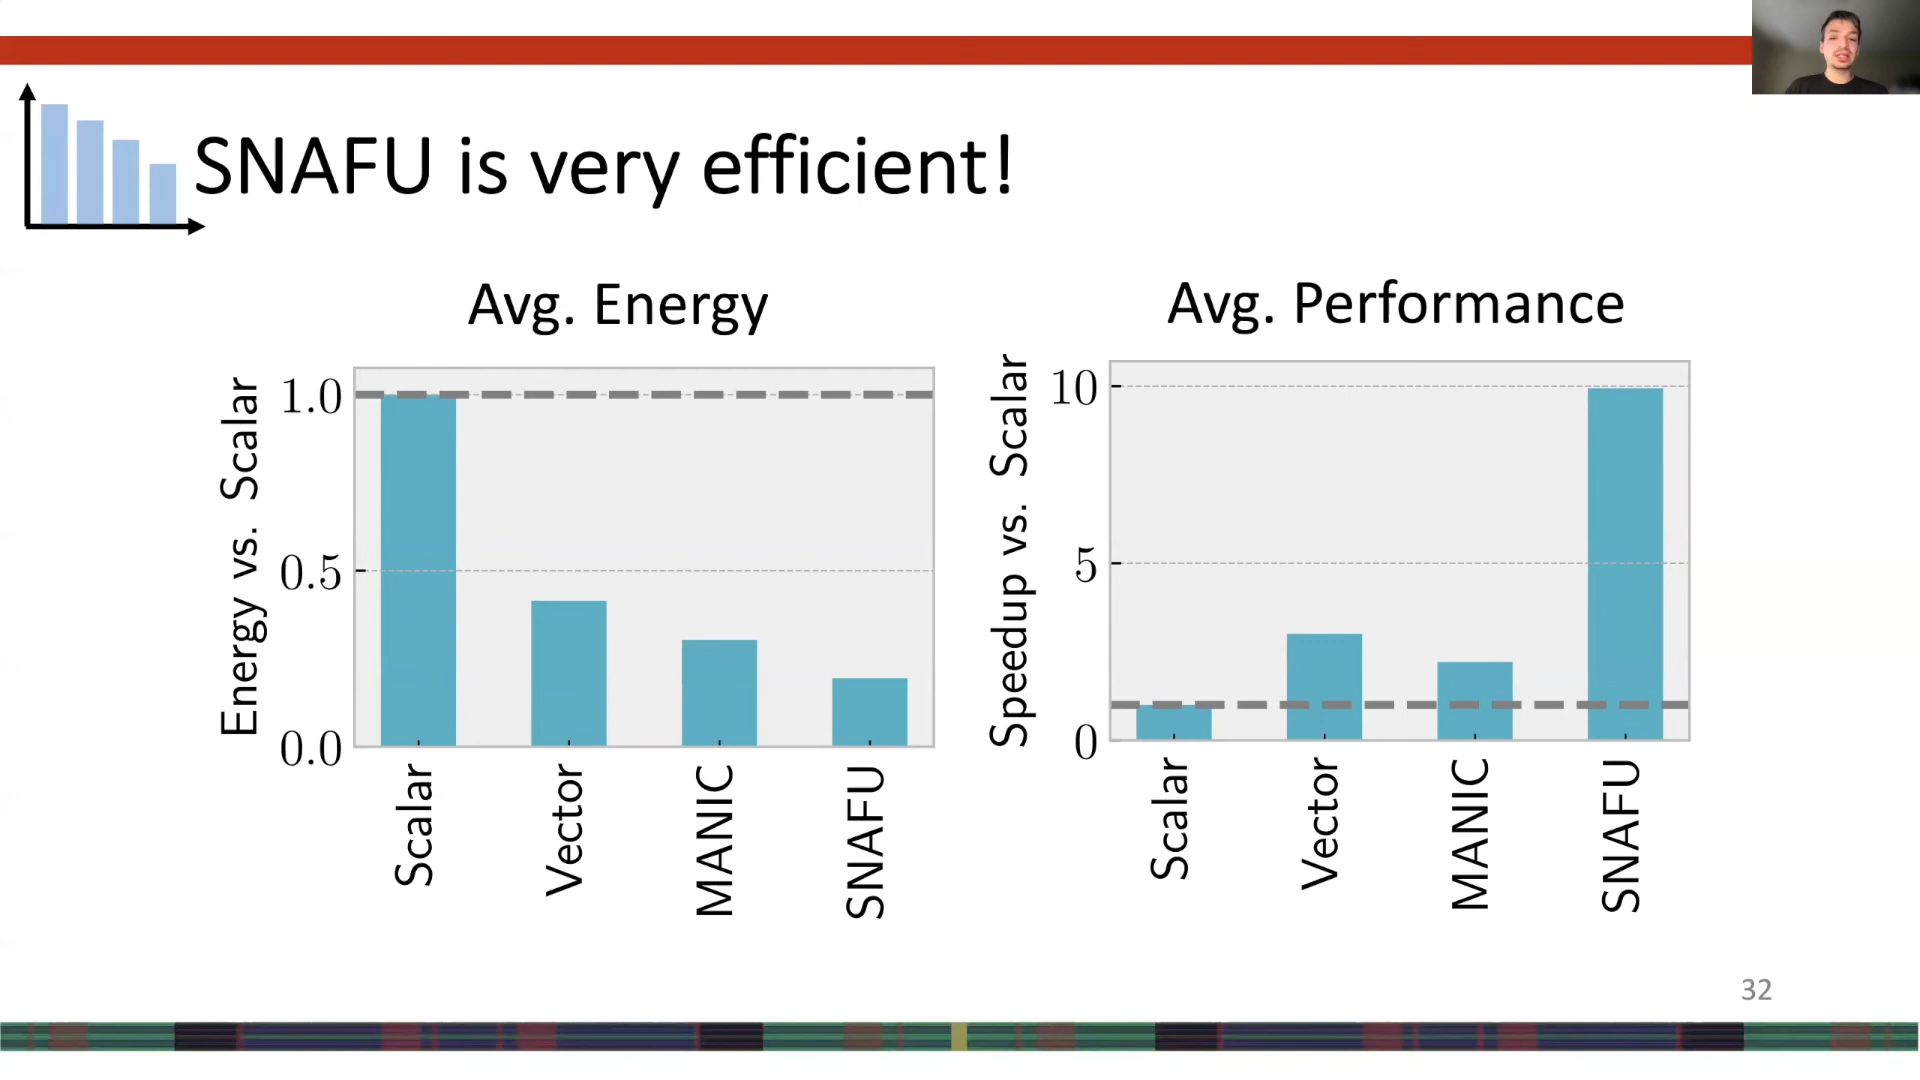 SNAFU is very efficient!
Avg. Energy
Energy vs. Scalar
1.0
0.5
0.0
Scalar
Vector
MANIC
SNAFU
Avg. Performance
Speedup vs. Scalar
10
5
0
Scalar
Vector
MANIC
SNAFU
32